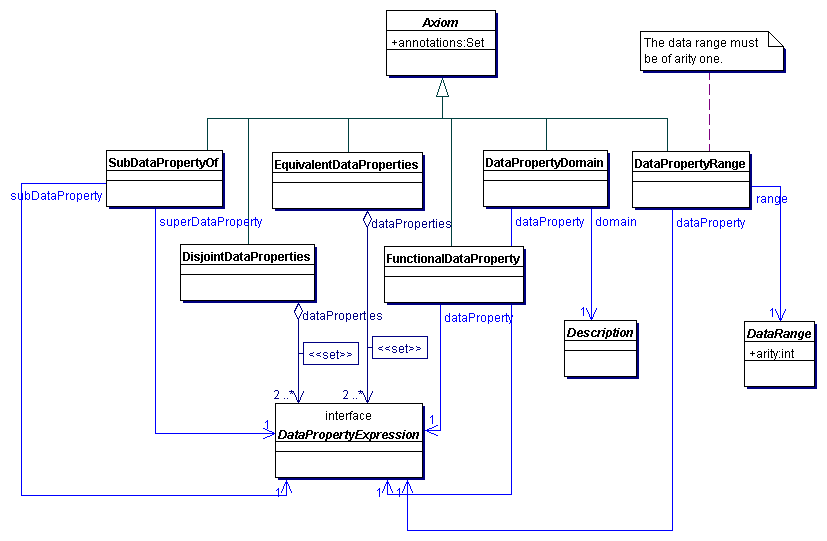 Axiom
+annotations:Set
The data range must
be of arity one.
SubDataPropertyOf
EquivalentDataProperties
DataPropertyDomain
DataPropertyRange
subDataProperty
superDataProperty
dataProperties
dataProperty
domain
dataProperty
range
DisjointDataProperties
FunctionalDataProperty
dataProperties
dataProperty
<<set>>
<<set>>
1
Description
1
DataRange
+arity:int
2..*
2..*
1
1
interface
DataPropertyExpression
1
1
1